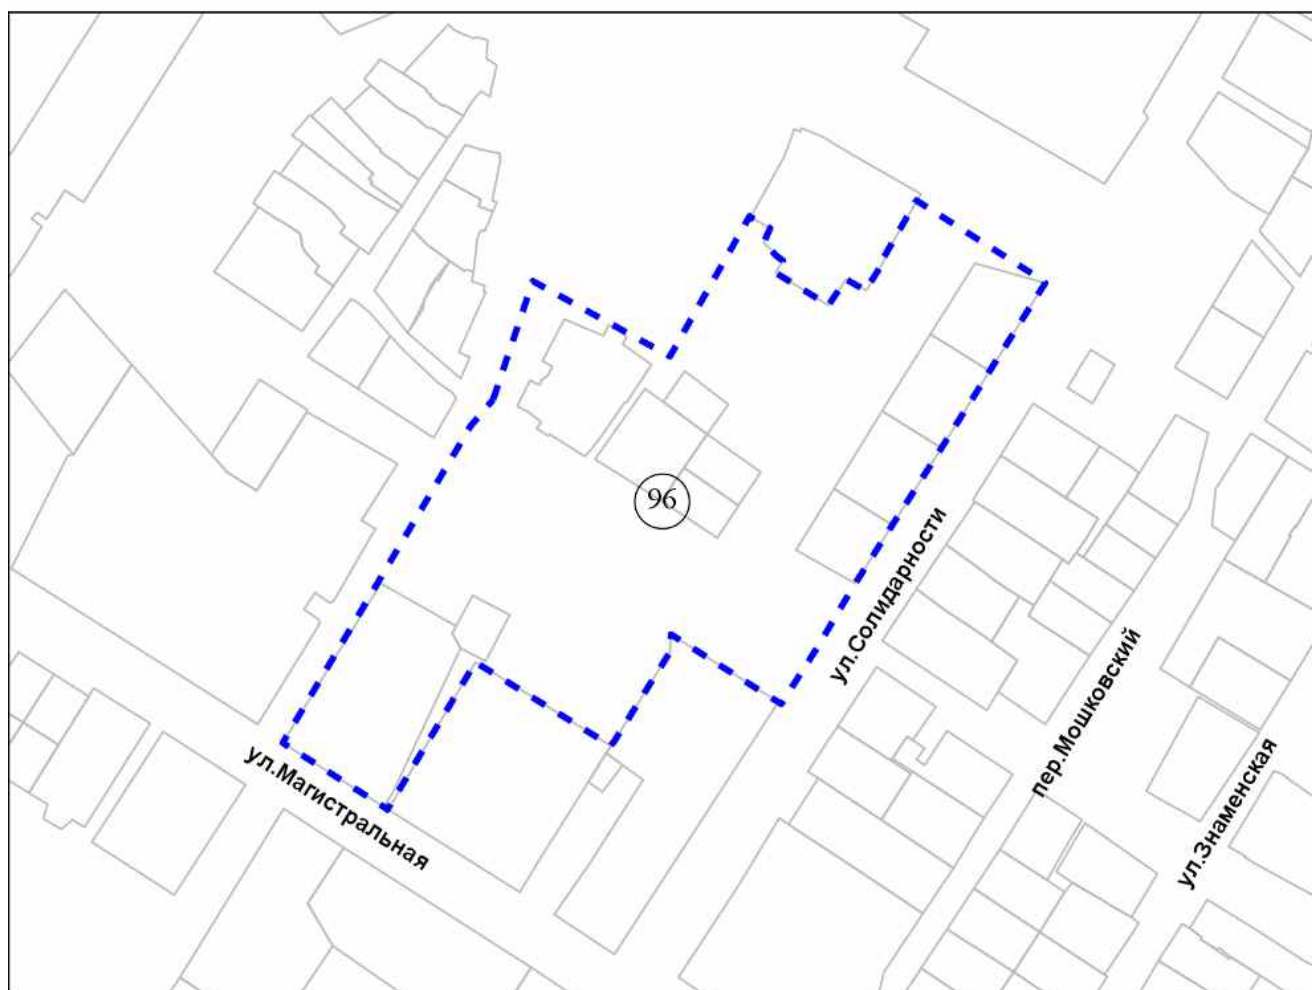 96
ул.Солидарности
пер.Мошковский
ул.Знаменская
ул.Магистральная